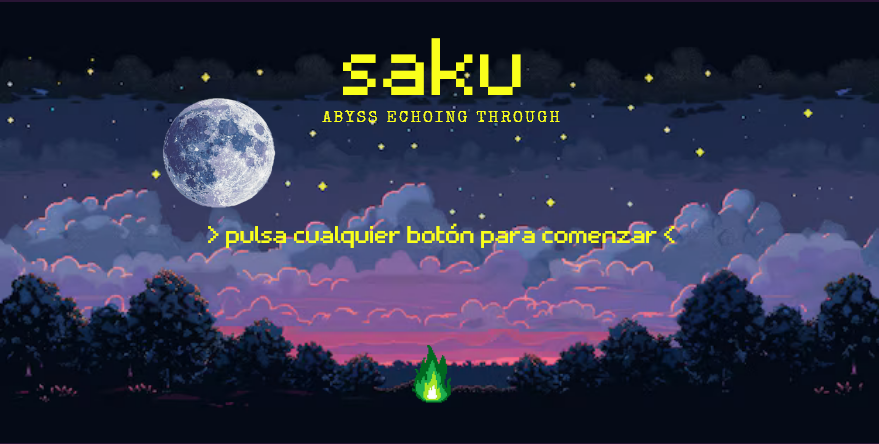 saku
ABYSS ECHOING THROUGH
> pulsa cualquier botón para comenzar <